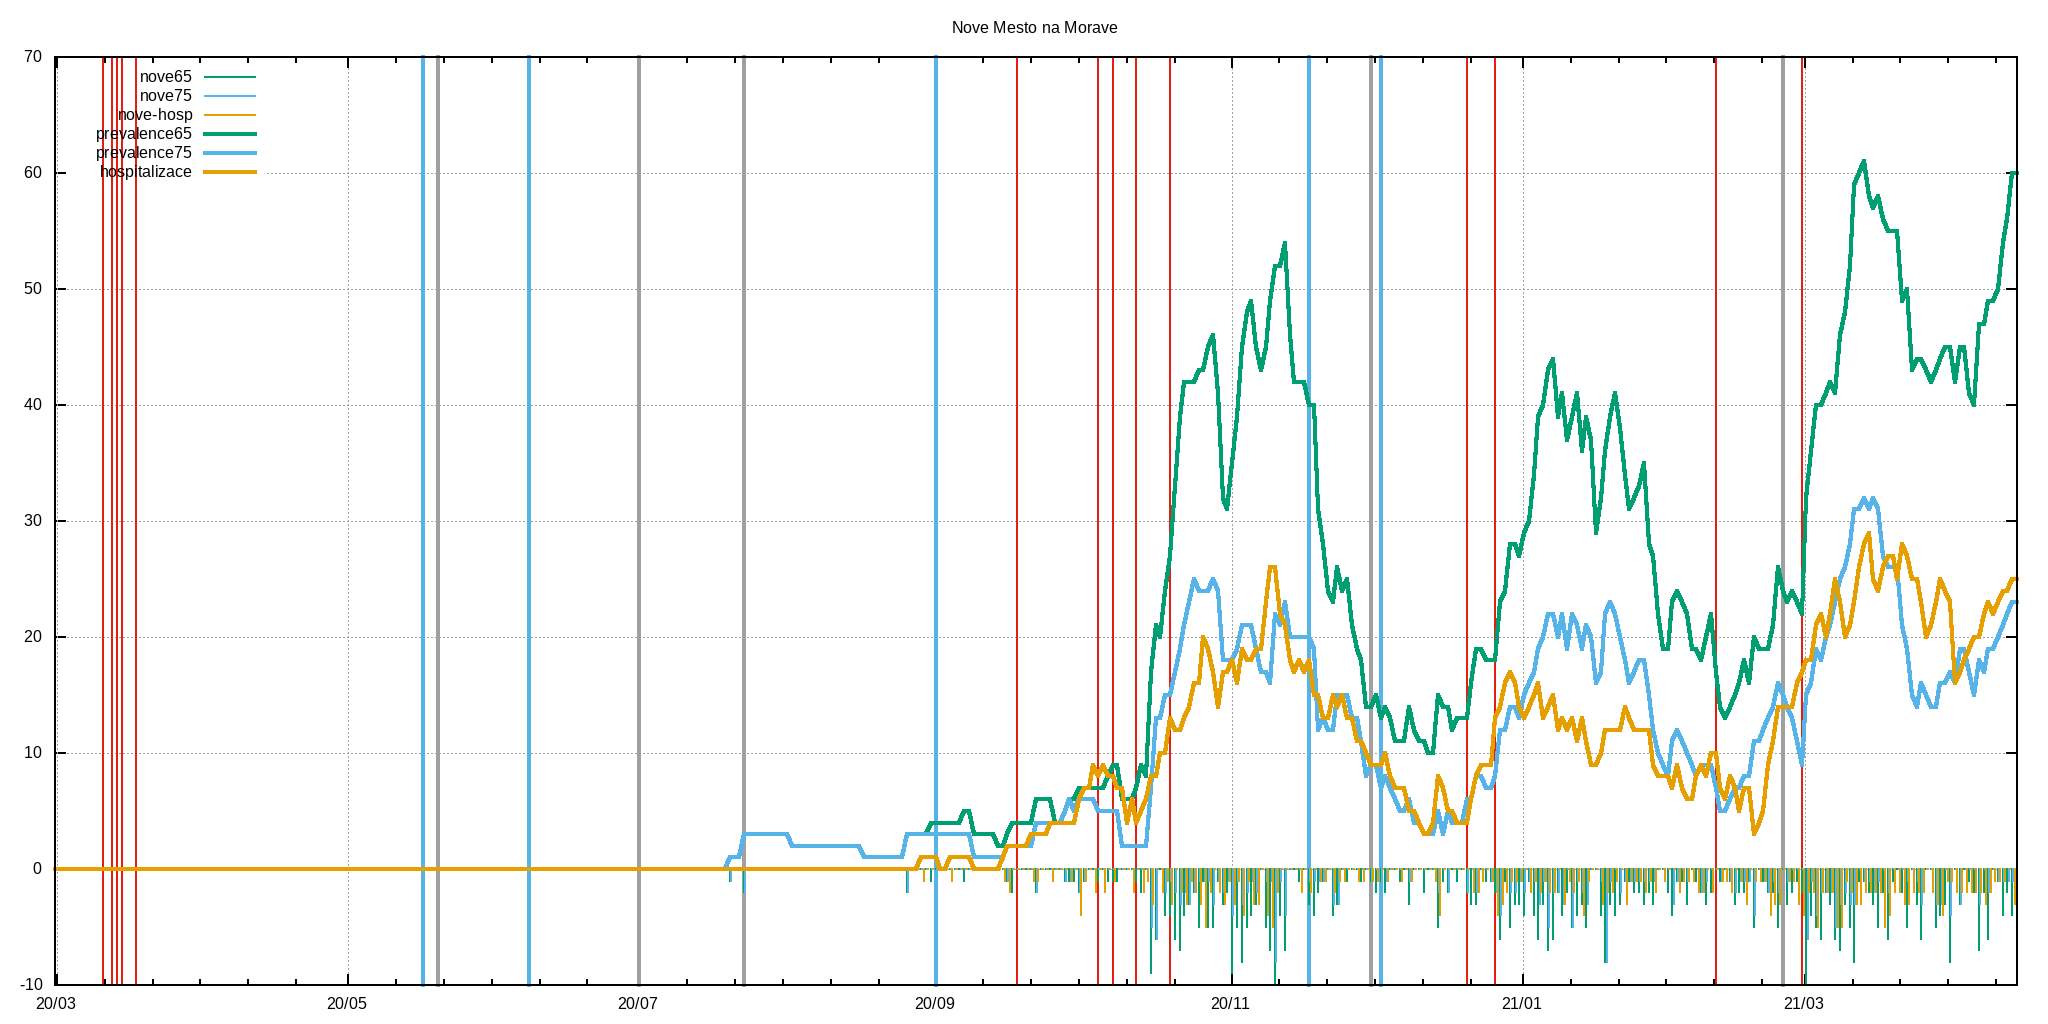 Nove Mesto na Morave
70
60
50
40
30
20
10
0
-10
nove65
nove75
nove-hosp
prevalence65
prevalence75
hospitalizace
20/03 20/05 20/07 20/09 20/11 21/01 21/03